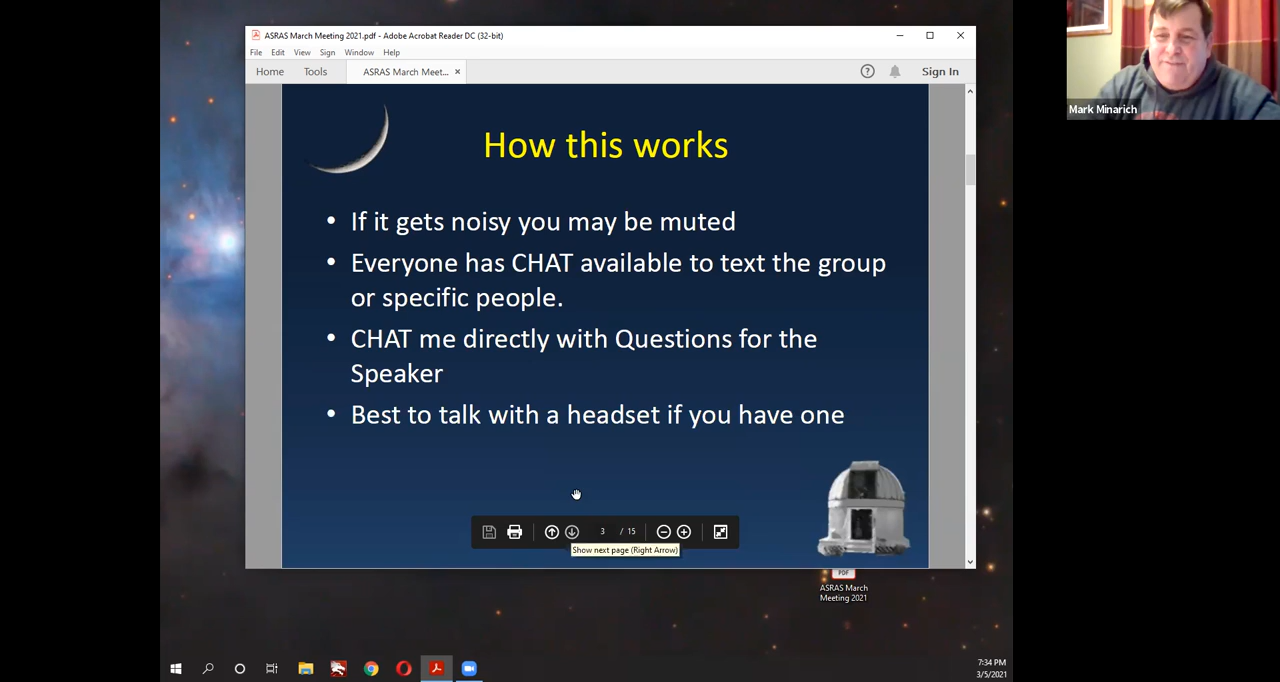 ASRAS March Meeting 2021.pdf - Adobe Acrobat Reader DC (32-bit)
File Edit View Window Sign Help
Home Tools ASRAS March Meet... × Sign In
Mark Minarich
How this works
• If it gets noisy you may be muted
• Everyone has CHAT available to text the group
or specific people.
• CHAT me directly with Questions for the
Speaker
• Best to talk with a headset if you have one
3 / 15
Show next page (Right Arrow)
PDF
ASRAS March
Meeting 2021
7:34 PM
3/5/2021